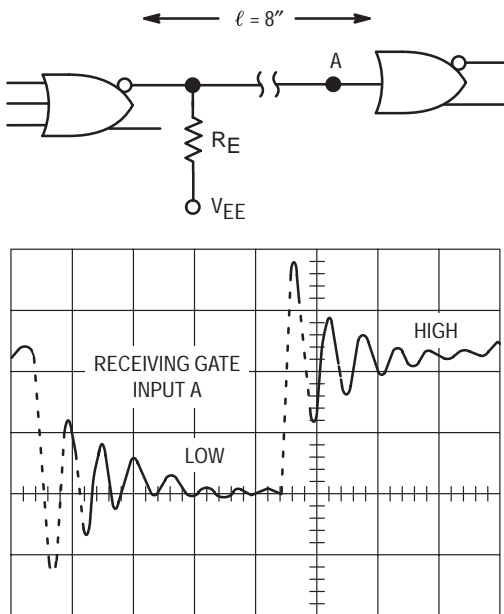 ℓ = 8″
A
RE
VEE
RECEIVING GATE
INPUT A
HIGH
LOW